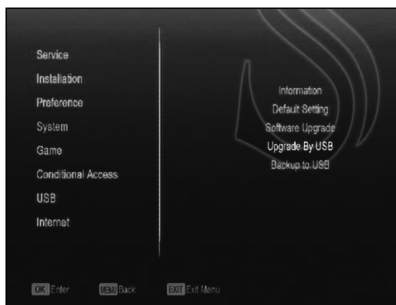 Service
Installation
Preference
System
Game
Conditional Access
USB
Internet
Information
Default Setting
Software Upgrade
Upgrade By USB
Backup to USB
OK Enter MENU Back EXIT Exit Menu